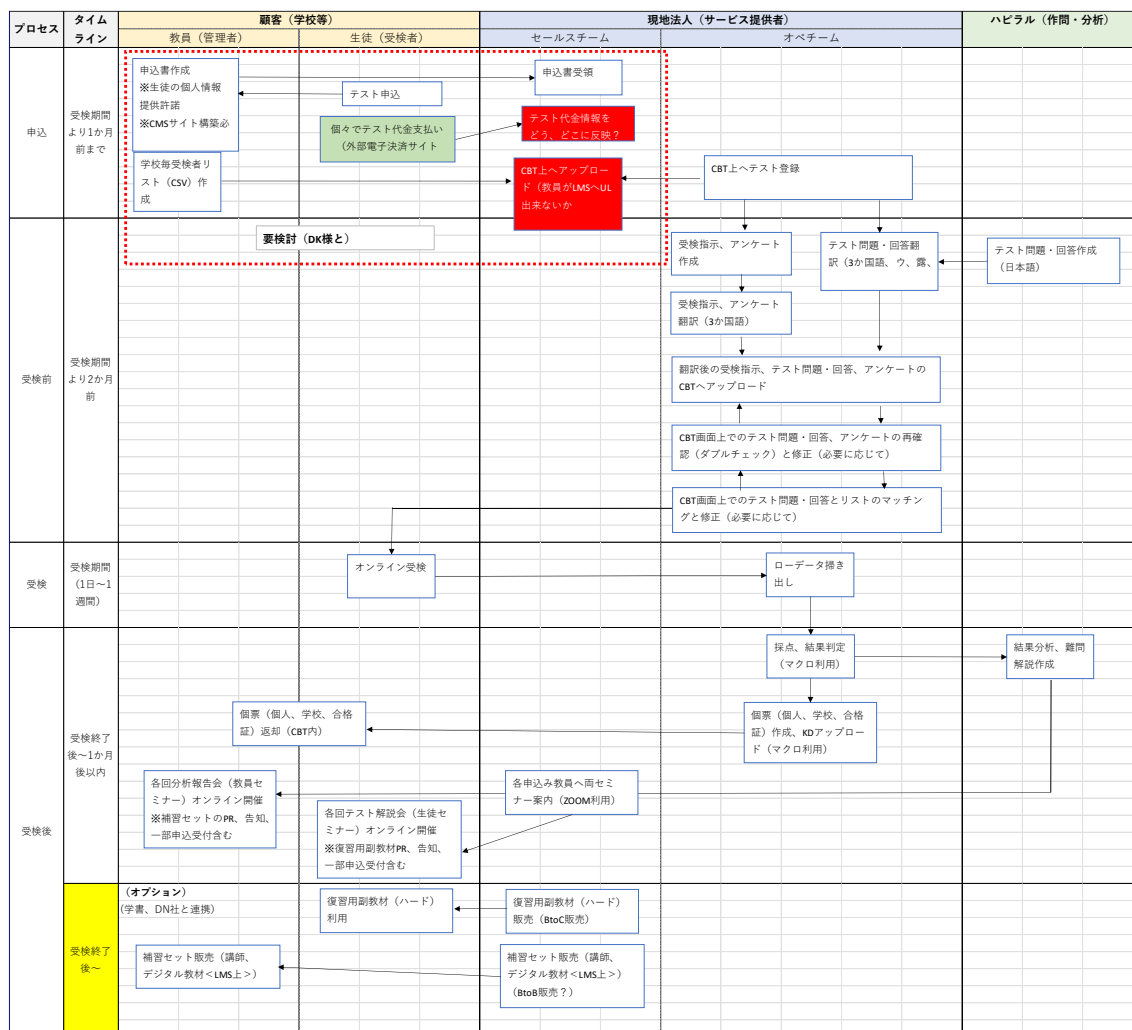 プロセス
タイム
ライン
顧客（学校等）
現地法人（サービス提供者）
ハピラル（作問・分析）
教員（管理者）
生徒（受検者）
セールスチーム
オペチーム
申込
受検期間
より1か月
前まで
申込書作成
※生徒の個人情報
提供許諾
※CMSサイト構築必
テスト申込
申込書受領
個々でテスト代金支払い
（外部電子決済サイト
テスト代金情報を
どう、どこに反映？
学校毎受検者リ
スト（CSV）作
成
CBT上へアップロー
ド（教員がLMSへUL
出来ないか
CBT上へテスト登録
要検討（DK様と）
受検前
受検期間
より2か月
前
受検指示、アンケート
作成
テスト問題・回答翻
訳（3か国語、ウ、露、
テスト問題・回答作成
（日本語）
受検指示、アンケート
翻訳（3か国語）
翻訳後の受検指示、テスト問題・回答、アンケートの
CBTへアップロード
CBT画面上でのテスト問題・回答、アンケートの再確
認（ダブルチェック）と修正（必要に応じて）
CBT画面上でのテスト問題・回答とリストのマッチン
グと修正（必要に応じて）
受検
受検期間
（1日～1
週間）
オンライン受検
ローデータ掃き
出し
受検後
受検終了
後～1か月
後以内
採点、結果判定
（マクロ利用）
結果分析、難問
解説作成
個票（個人、学校、合格
証）返却（CBT内）
個票（個人、学校、合格
証）作成、KDアップロー
ド（マクロ利用）
各回分析報告会（教員セ
ミナー）オンライン開催
※補習セットのPR、告知、
一部申込受付含む
各回テスト解説会（生徒セ
ミナー）オンライン開催
※復習用副教材PR、告知、
一部申込受付含む
各申込み教員へ両セミ
ナー案内（ZOOM利用）
受検終了
後～
（オプション）
(学書、DN社と連携）
復習用副教材（ハード）
利用
復習用副教材（ハード）
販売（BtoC販売）
補習セット販売（講師、
デジタル教材＜LMS上＞）
補習セット販売（講師、
デジタル教材＜LMS上＞）
（BtoB販売？）